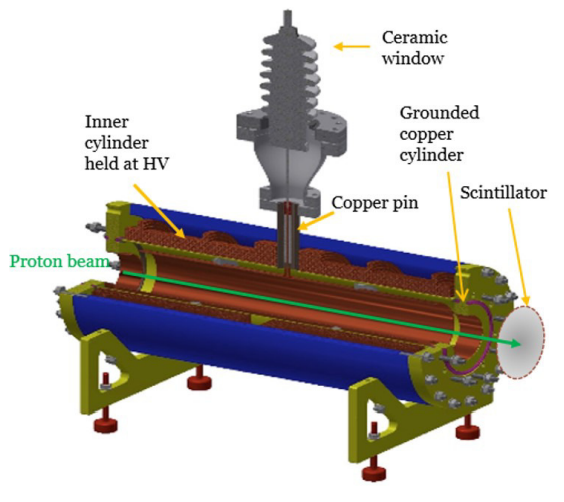 Ceramic
window
Grounded
copper
cylinder
Inner
cylinder
held at HV
Scintillator
Copper pin
Proton beam